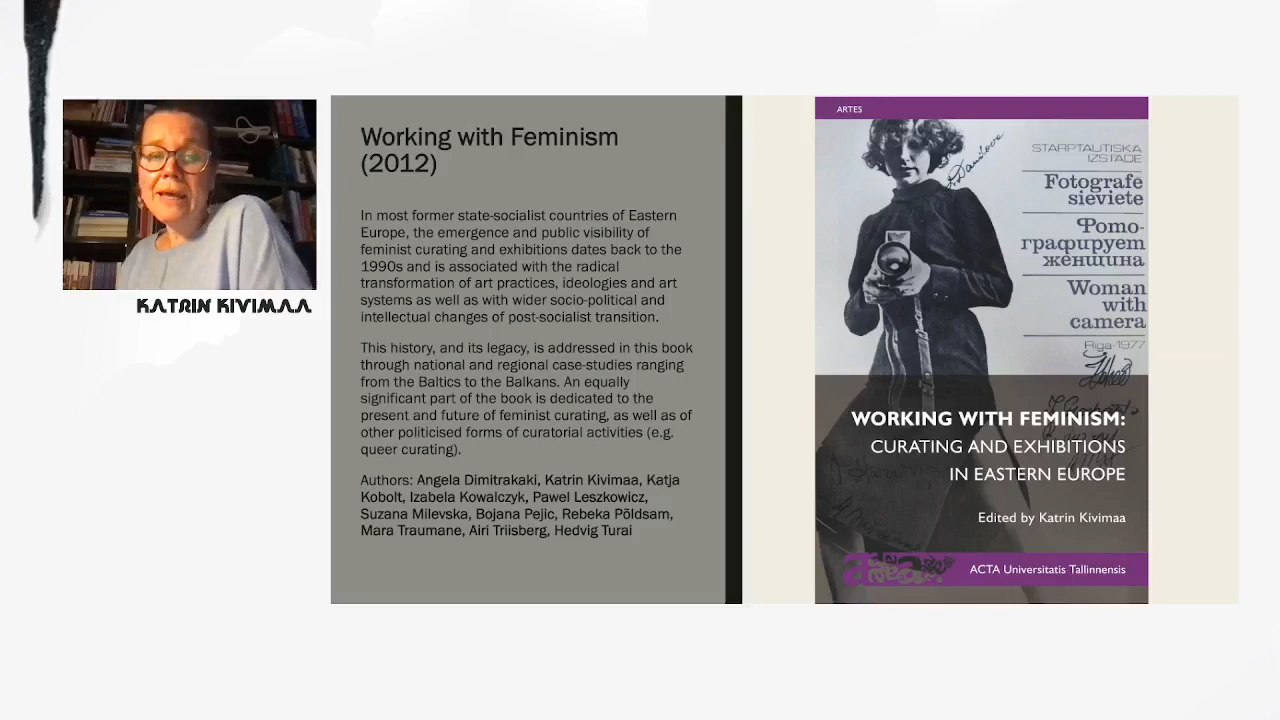 KATRIN KIVIMAA
Working with Feminism
(2012)
In most former state-socialist countries of Eastern
Europe, the emergence and public visibility of
feminist curating and exhibitions dates back to the
1990s and is associated with the radical
transformation of art practices, ideologies and art
systems as well as with wider socio-political and
intellectual changes of post-socialist transition.
This history, and its legacy, is addressed in this book
through national and regional case-studies ranging
from the Baltics to the Balkans. An equally
significant part of the book is dedicated to the
present and future of feminist curating, as well as of
other politicised forms of curatorial activities (e.g.
queer curating).
Authors: Angela Dimitrakaki, Katrin Kivimaa, Katja
Kobolt, Izabela Kowalczyk, Pawel Leszkowicz,
Suzana Milevska, Bojana Pejic, Rebeka Põldsam,
Mara Traumane, Airi Triisberg, Hedvig Turai
ARTES
STARPTAUTISKA
IZSTADE
Fotografe
sieviete
Фото-
графирует
женщина
Woman
with
camera
Riga-1977
WORKING WITH FEMINISM:
CURATING AND EXHIBITIONS
IN EASTERN EUROPE
Edited by Katrin Kivimaa
ACTA Universitatis Tallinnensis